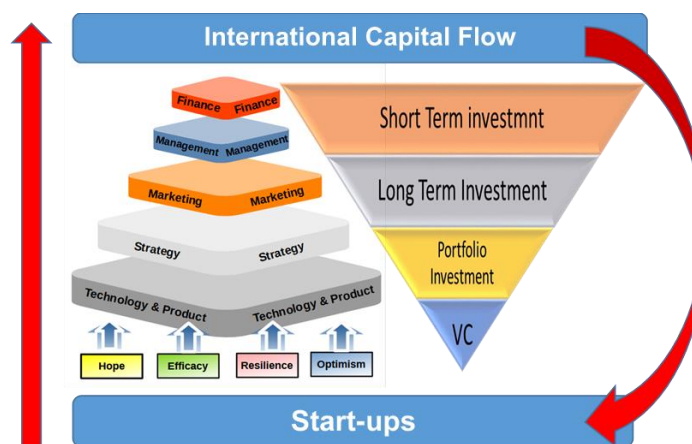 International Capital Flow
Finance Finance
Management Management
Marketing Marketing
Strategy Strategy
Technology & Product Technology & Product
Hope Efficacy Resilience Optimism
Short Term investmnt
Long Term Investment
Portfolio
Investment
VC
Start-ups